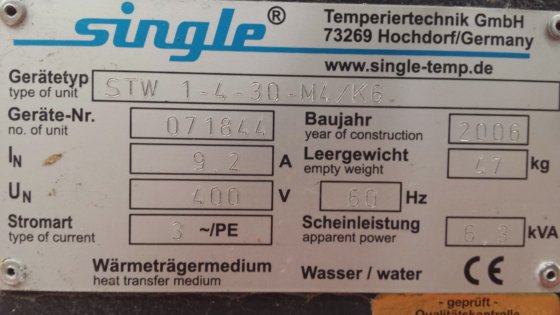 single®
Temperiertechnik GmbH
73269 Hochdorf/Germany
www.single-temp.de
Gerätetyp STW 1-4-30-M4/K6
type of unit
Geräte-Nr. 071844 Baujahr 2006
no. of unit year of construction
IN 9.2 A Leergewicht 47 kg
empty weight
UN 400 V 60 Hz
Stromart 3 ~/PE Scheinleistung 6.3 kVA
type of current apparent power
Wärmeträgermedium Wasser / water CE
heat transfer medium
- geprüft -
Qualitätskontrolle